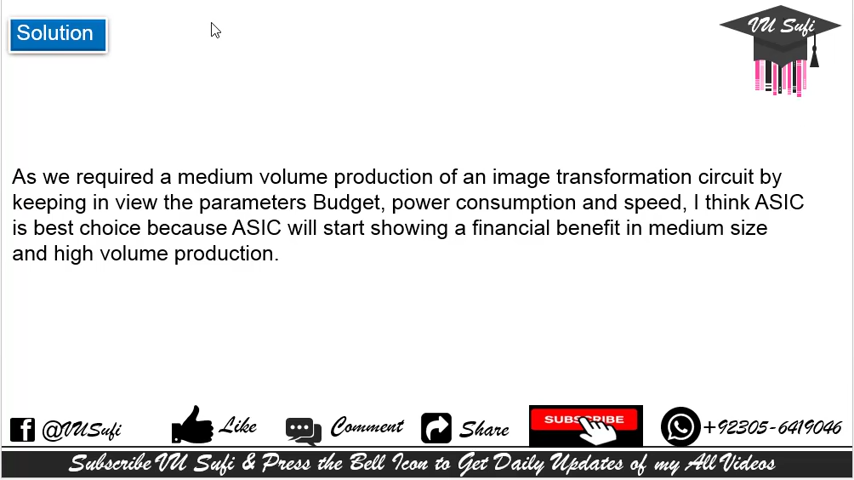 Solution
VU Sufi
As we required a medium volume production of an image transformation circuit by
keeping in view the parameters Budget, power consumption and speed, I think ASIC
is best choice because ASIC will start showing a financial benefit in medium size
and high volume production.
@VUSufi Like Comment Share SUBSCRIBE +92305-6419046
Subscribe VU Sufi & Press the Bell Icon to Get Daily Updates of my All Videos